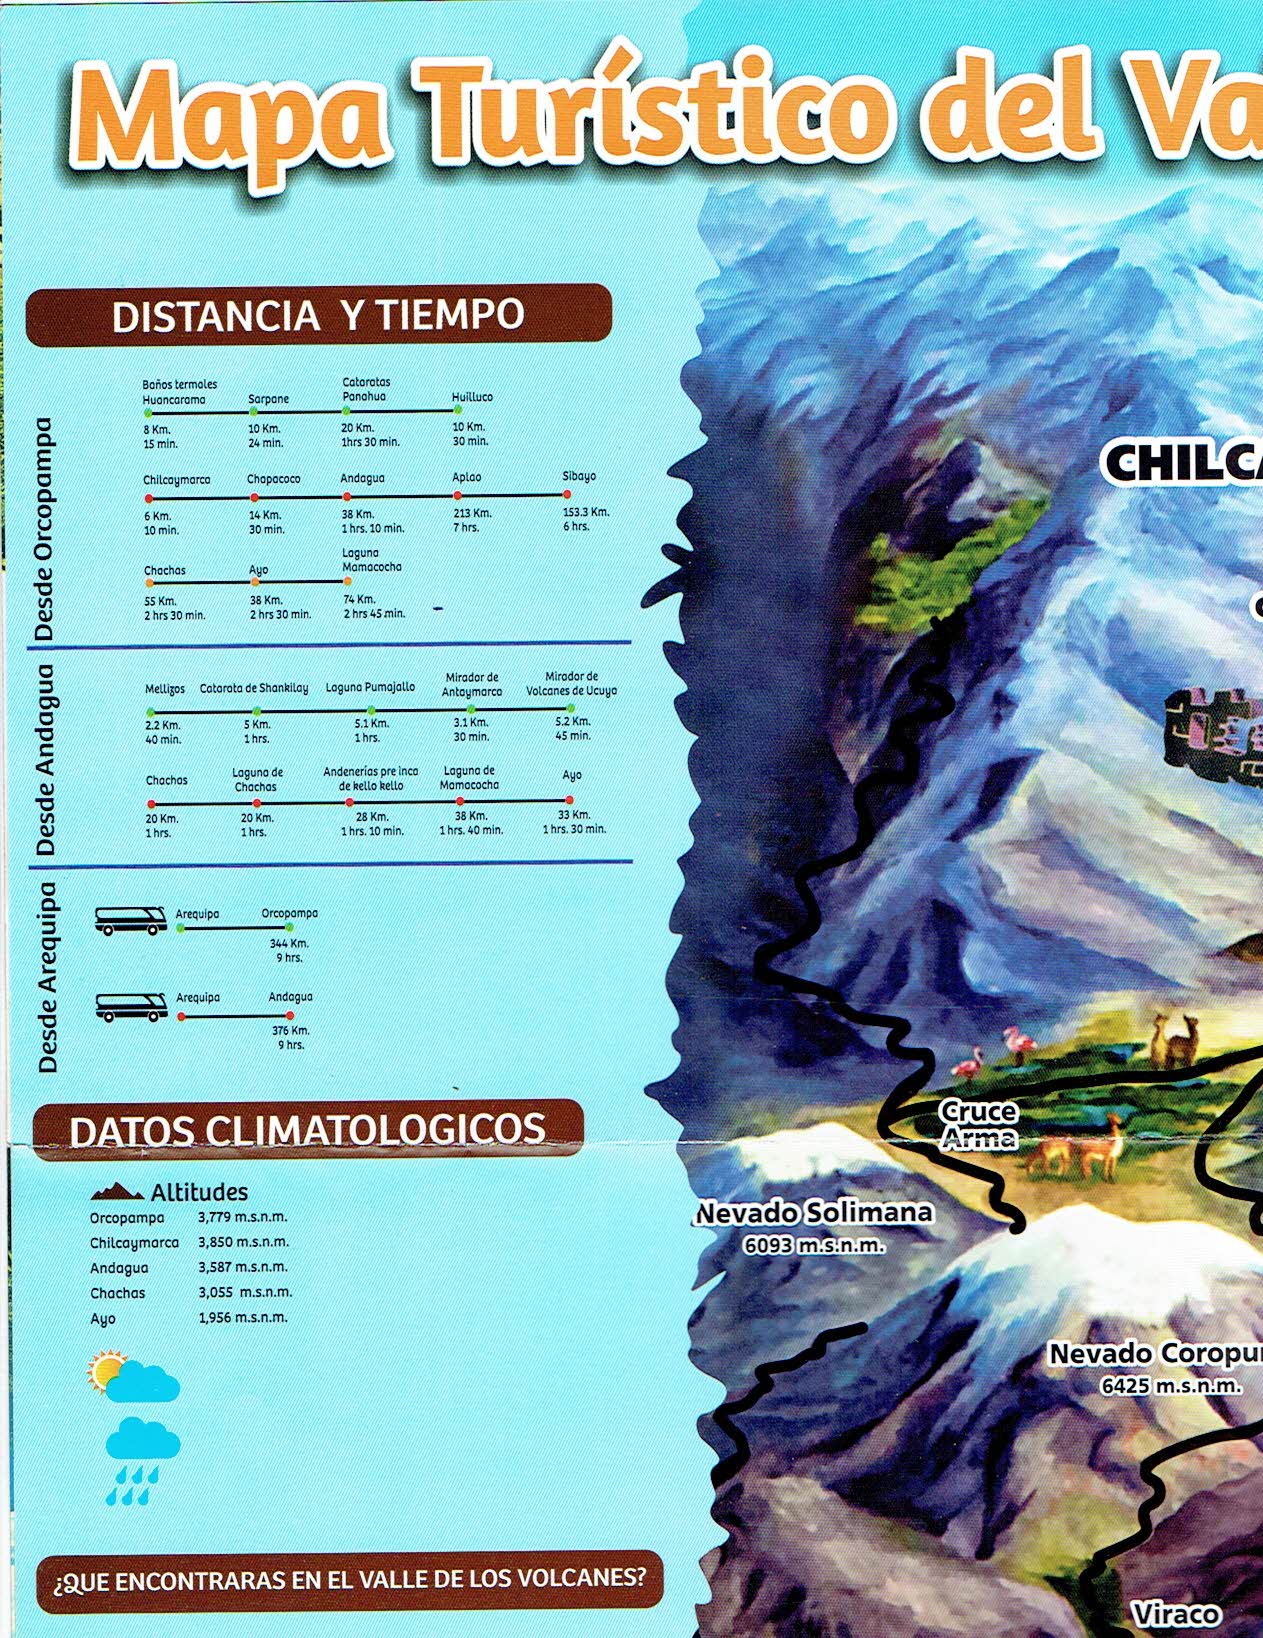 Mapa Turístico del Va
DISTANCIA Y TIEMPO
Desde Orcopampa
Baños termales Huancarama
Sarpane
Cataratas Panahua
Huilluco
8 Km.
10 Km.
20 Km.
10 Km.
15 min.
24 min.
1hrs 30 min.
30 min.
Chilcaymarca
Chapacoco
Andagua
Aplao
Sibayo
6 Km.
14 Km.
38 Km.
213 Km.
153.3 Km.
10 min.
30 min.
1 hrs. 10 min.
7 hrs.
6 hrs.
Chachas
Ayo
Laguna Mamacocha
55 Km.
38 Km.
74 Km.
2 hrs 30 min.
2 hrs 30 min.
2 hrs 45 min.
Desde Andagua
Mellizos
Catarata de Shankilay
Laguna Pumajallo
Mirador de Antaymarca
Mirador de Volcanes de Ucuya
2.2 Km.
5 Km.
5.1 Km.
3.1 Km.
5.2 Km.
40 min.
1 hrs.
1 hrs.
30 min.
45 min.
Chachas
Laguna de Chachas
Andenerías pre inca de kello kello
Laguna de Mamacocha
Ayo
20 Km.
20 Km.
28 Km.
38 Km.
33 Km.
1 hrs.
1 hrs.
1 hrs. 10 min.
1 hrs. 40 min.
1 hrs. 30 min.
Desde Arequipa
Arequipa
Orcopampa
344 Km.
9 hrs.
Arequipa
Andagua
376 Km.
9 hrs.
DATOS CLIMATOLOGICOS
Altitudes
Orcopampa 3,779 m.s.n.m.
Chilcaymarca 3,850 m.s.n.m.
Andagua 3,587 m.s.n.m.
Chachas 3,055 m.s.n.m.
Ayo 1,956 m.s.n.m.
¿QUE ENCONTRARAS EN EL VALLE DE LOS VOLCANES?
CHILCA
Cruce
Arma
Nevado Solimana
6093 m.s.n.m.
Nevado Coropu
6425 m.s.n.m.
Viraco